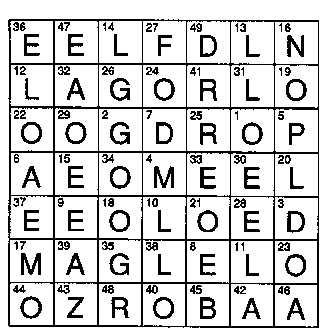 36 E 47 E 14 L 27 F 49 D 13 L 16 N
12 L 32 A 26 G 24 O 41 R 31 L 19 O
22 O 29 O 2 G 7 D 25 R 1 O 5 P
6 A 15 E 34 O 4 M 33 E 30 E 20 L
37 E 9 E 18 O 10 L 21 O 28 E 3 D
17 M 39 A 35 G 38 L 8 E 11 L 23 O
44 O 43 Z 48 R 40 O 45 B 42 A 46 A